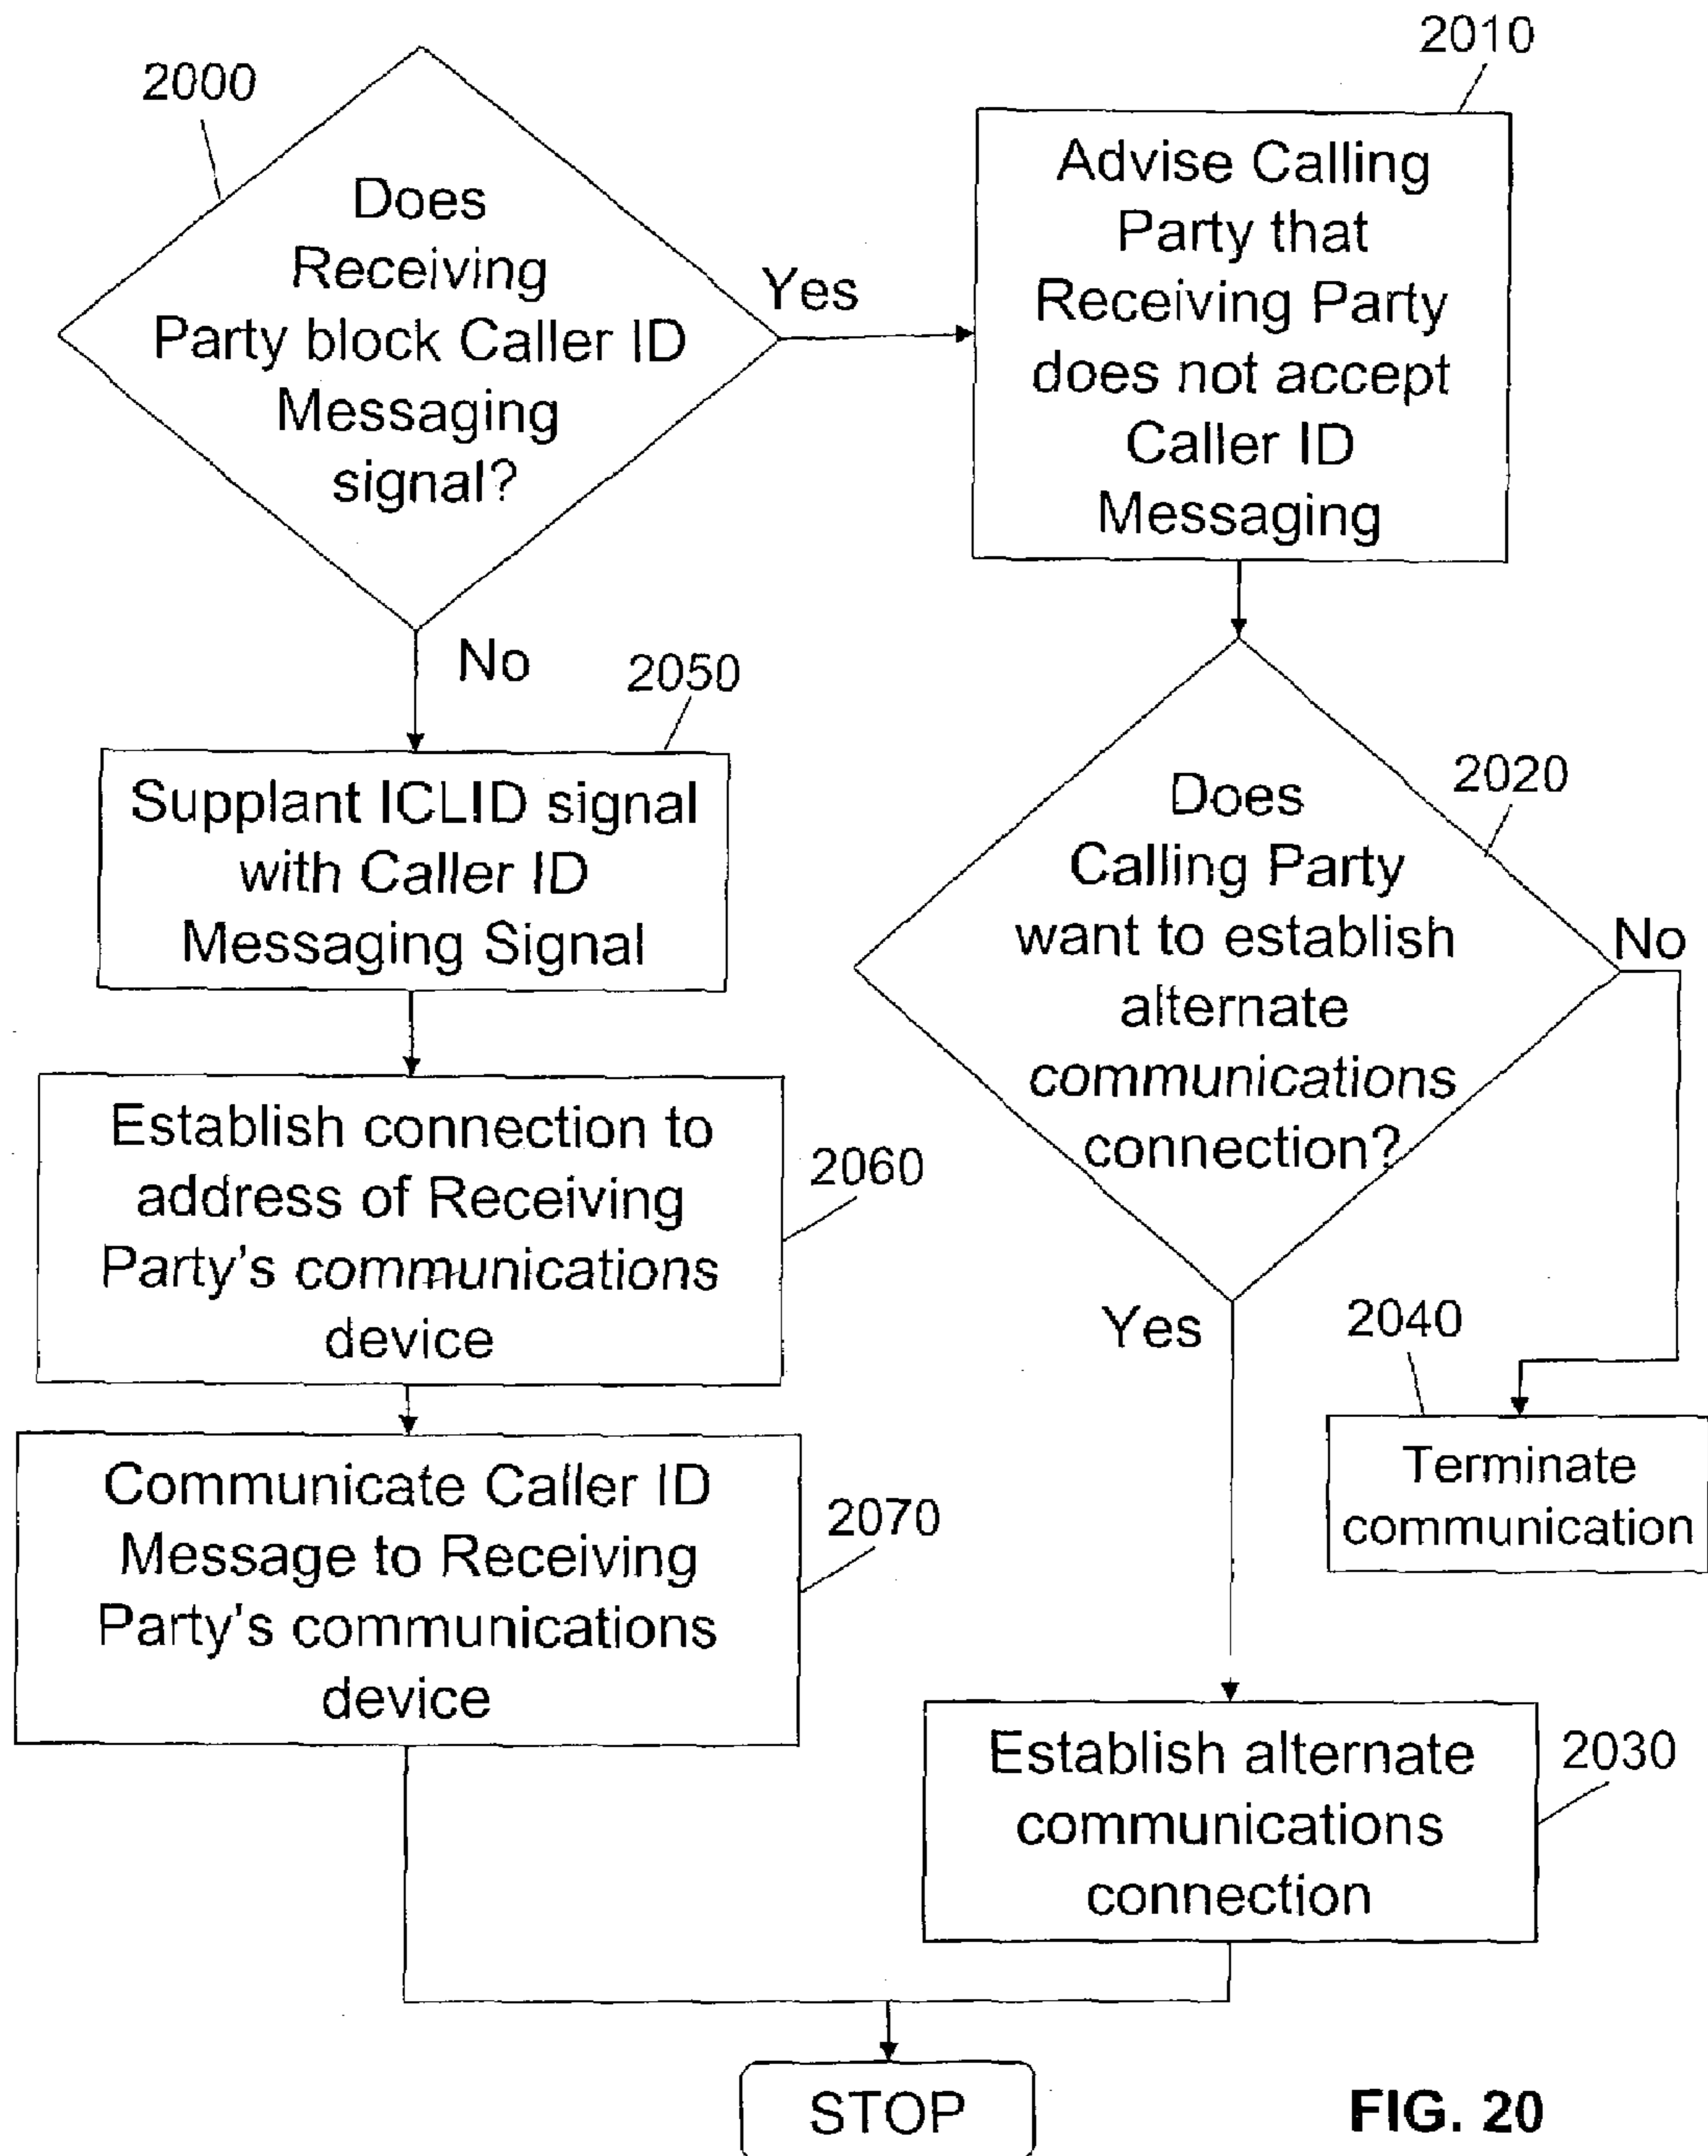 2000
Does
Receiving
Party block Caller ID
Messaging
signal?
Yes
No
2010
Advise Calling
Party that
Receiving Party
does not accept
Caller ID
Messaging
2050
Supplant ICLID signal
with Caller ID
Messaging Signal
2020
Does
Calling Party
want to establish
alternate
communications
connection?
No
Yes
Establish connection to
address of Receiving
Party's communications
device
2060
2040
Terminate
communication
Communicate Caller ID
Message to Receiving
Party's communications
device
2070
Establish alternate
communications
connection
2030
STOP
FIG. 20